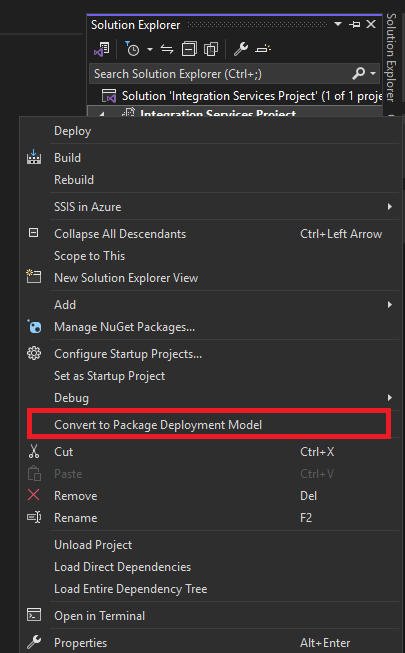 Solution Explorer
Search Solution Explorer (Ctrl+;)
Solution 'Integration Services Project' (1 of 1 proje
Integration Services Project
Solution Explorer
Deploy
Build
Rebuild
SSIS in Azure
Collapse All Descendants Ctrl+Left Arrow
Scope to This
New Solution Explorer View
Add
Manage NuGet Packages...
Configure Startup Projects...
Set as Startup Project
Debug
Convert to Package Deployment Model
Cut Ctrl+X
Paste Ctrl+V
Remove Del
Rename F2
Unload Project
Load Direct Dependencies
Load Entire Dependency Tree
Open in Terminal
Properties Alt+Enter